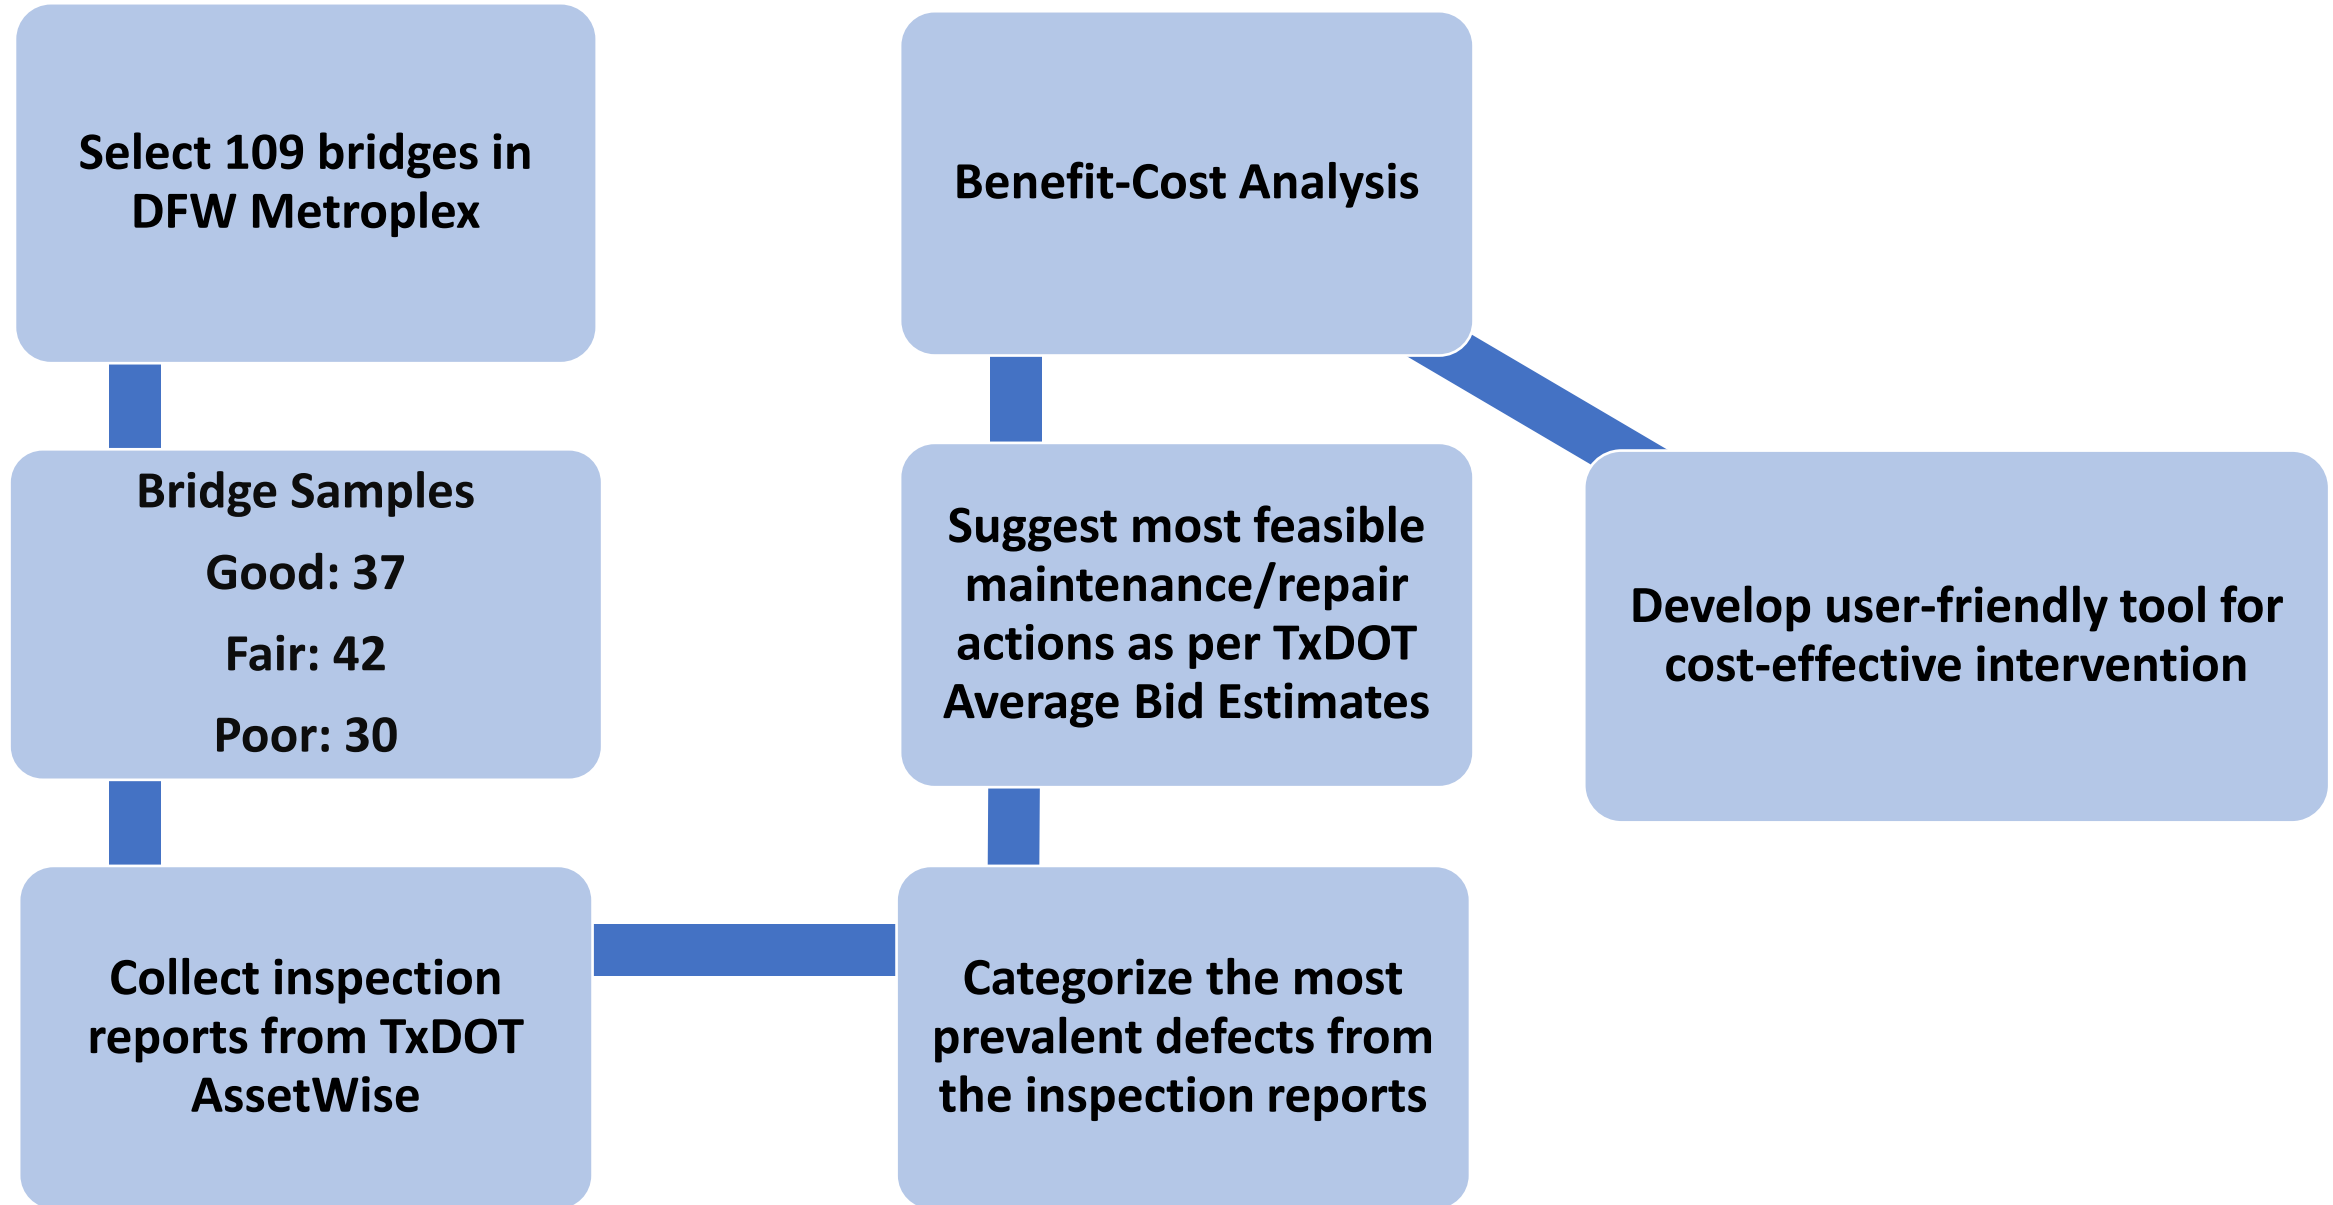 Select 109 bridges in
DFW Metroplex
Bridge Samples
Good: 37
Fair: 42
Poor: 30
Collect inspection
reports from TxDOT
AssetWise
Categorize the most
prevalent defects from
the inspection reports
Suggest most feasible
maintenance/repair
actions as per TxDOT
Average Bid Estimates
Benefit-Cost Analysis
Develop user-friendly tool for
cost-effective intervention